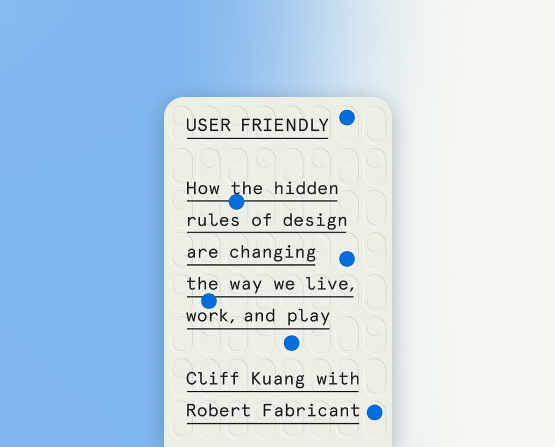 USER FRIENDLY
How the hidden
rules of design
are changing
the way we live,
work, and play
Cliff Kuang with
Robert Fabricant